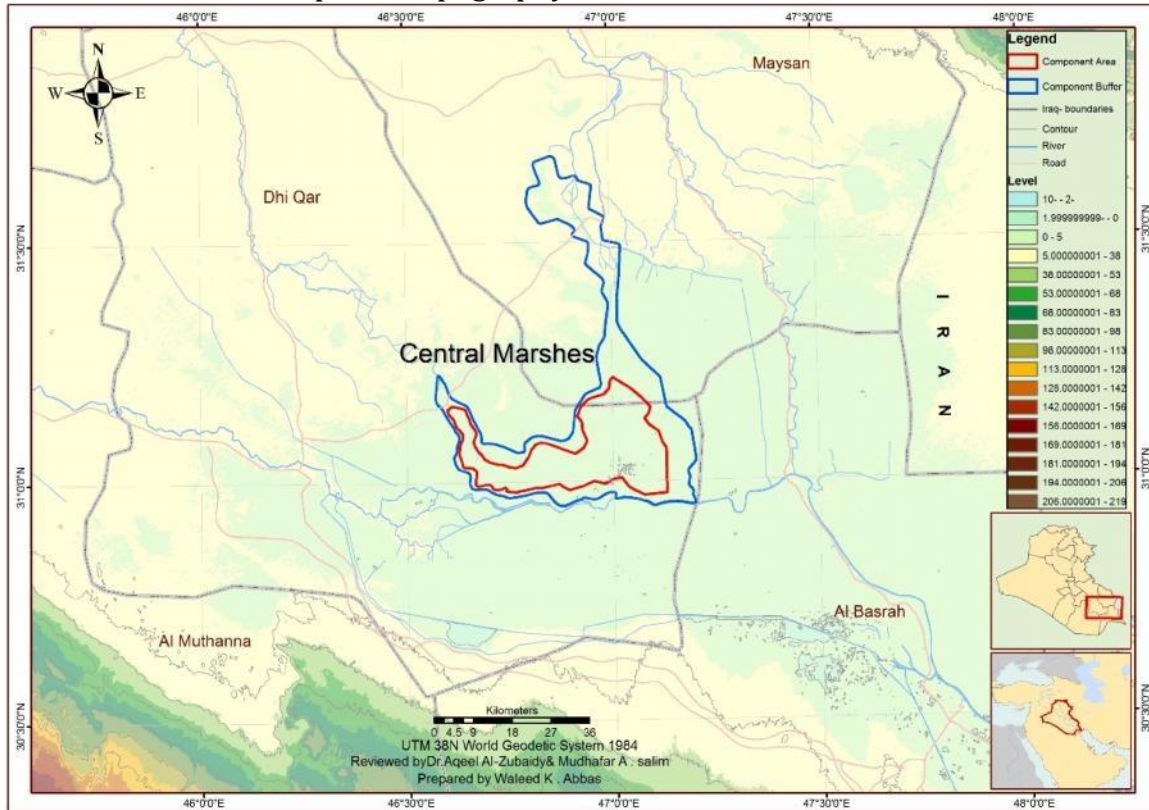 46°0'0"E
46°30'0"E
47°0'0"E
47°30'0"E
48°0'0"E
N
W
E
S
Maysan
Dhi Qar
Central Marshes
I R A N
Al Basrah
Al Muthanna
Legend
Component Area
Component Buffer
Iraq- boundaries
Contour
River
Road
Level
10- - 2-
1.999999999- - 0
0 - 5
5.00000001 - 38
38.00000001 - 53
53.00000001 - 68
68.00000001 - 83
83.00000001 - 98
98.00000001 - 113
113.0000001 - 128
128.0000001 - 142
142.0000001 - 156
156.0000001 - 169
169.0000001 - 181
181.0000001 - 194
194.0000001 - 206
206.0000001 - 219
31°30'0"N
31°0'0"N
30°30'0"N
31°30'0"N
31°0'0"N
30°30'0"N
Kilometers
0 4.5 9 18 27 36
UTM 38N World Geodetic System 1984
Reviewed byDr.Aqeel Al-Zubaidy& Mudhafar A . salim
Prepared by Waleed K . Abbas
46°0'0"E
46°30'0"E
47°0'0"E
47°30'0"E
48°0'0"E